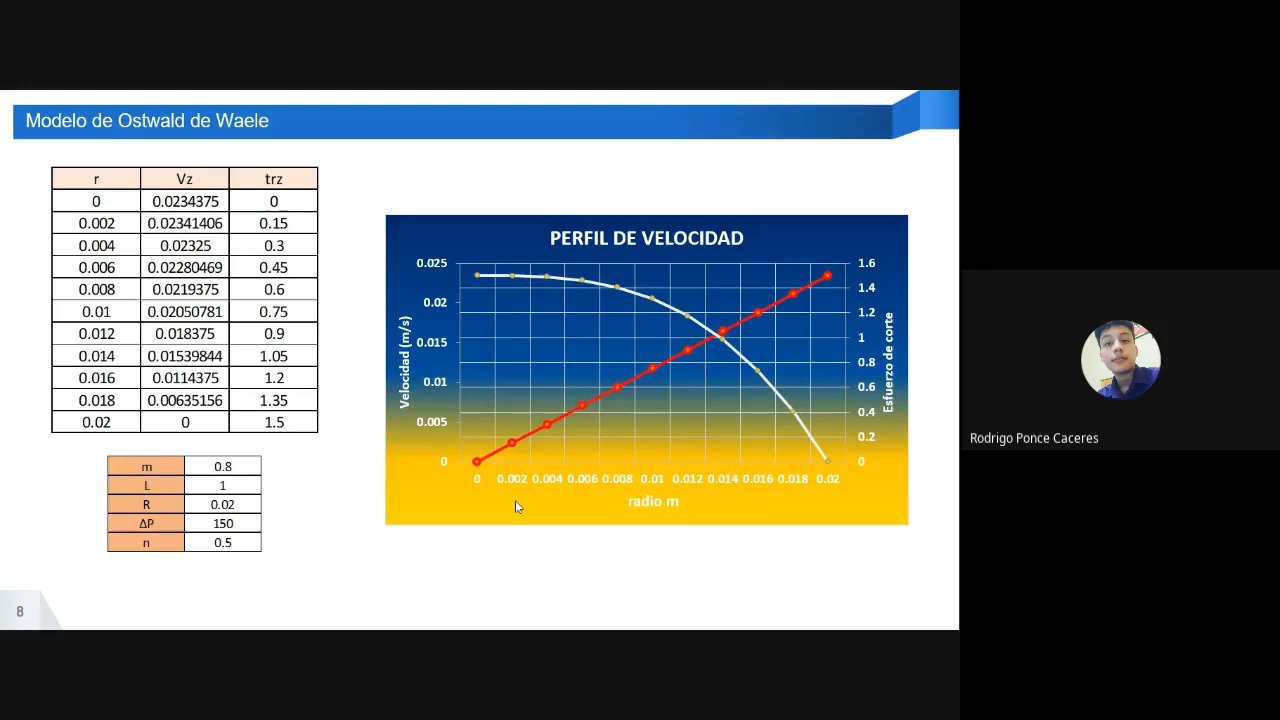 Modelo de Ostwald de Waele
r Vz trz
0 0.0234375 0
0.002 0.02341406 0.15
0.004 0.02325 0.3
0.006 0.02280469 0.45
0.008 0.0219375 0.6
0.01 0.02050781 0.75
0.012 0.018375 0.9
0.014 0.01539844 1.05
0.016 0.0114375 1.2
0.018 0.00635156 1.35
0.02 0 1.5
m 0.8
L 1
R 0.02
ΔP 150
n 0.5
PERFIL DE VELOCIDAD
Velocidad (m/s)
0.025
0.02
0.015
0.01
0.005
0
1.6
1.4
1.2
1
0.8
0.6
0.4
0.2
0
Esfuerzo de corte
0 0.002 0.004 0.006 0.008 0.01 0.012 0.014 0.016 0.018 0.02
radio m
8
Rodrigo Ponce Caceres